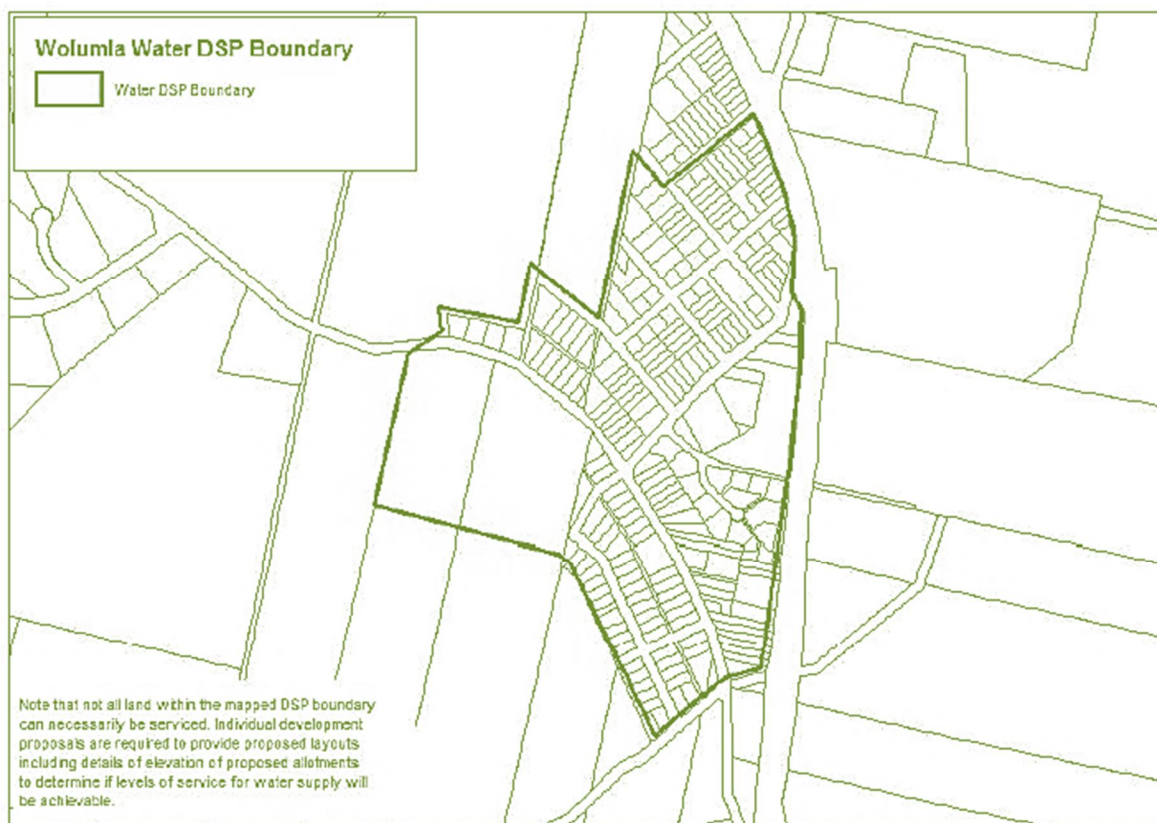 Wolumla Water DSP Boundary
Water DSP Boundary
Note that not all land within the mapped DSP boundary
can necessarily be serviced. Individual development
proposals are required to provide proposed layouts
including details of elevation of proposed allotments
to determine if levels of service for water supply will
be achievable.